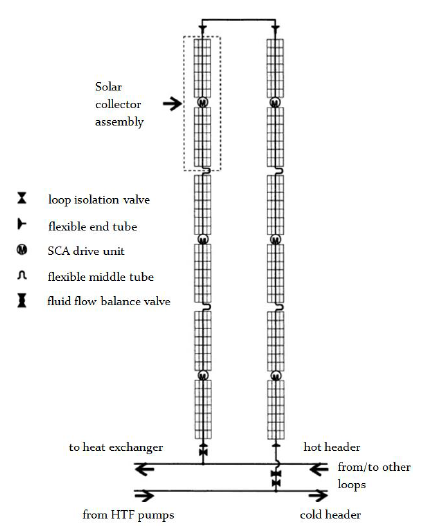 Solar
collector
assembly
loop isolation valve
flexible end tube
M SCA drive unit
flexible middle tube
fluid flow balance valve
M
M
M
M
M
M
to heat exchanger
hot header
from/to other
loops
from HTF pumps
cold header